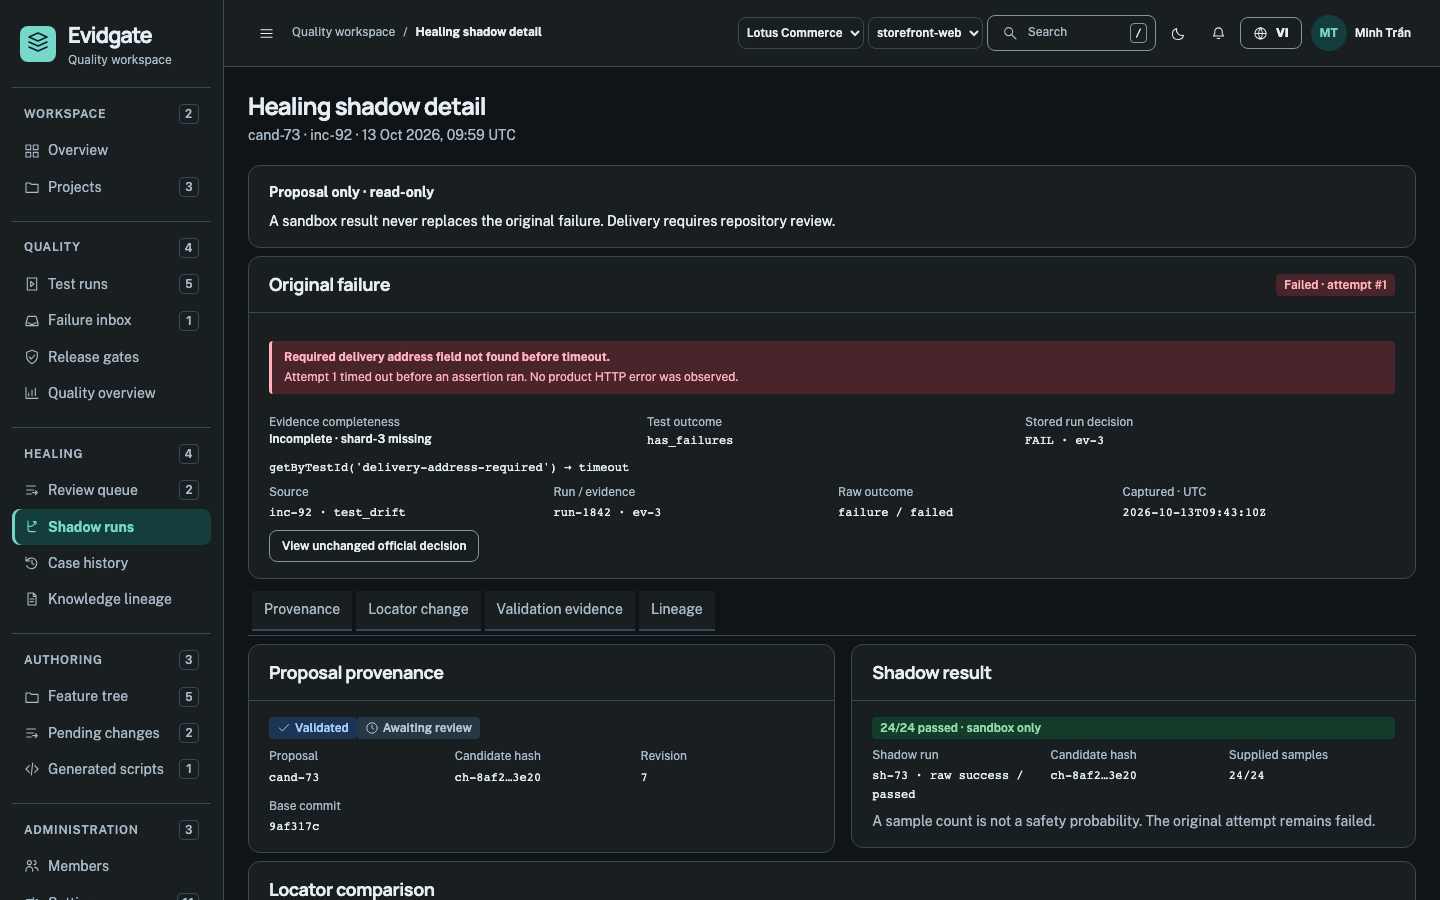 Evidgate
Quality workspace
WORKSPACE 2
Overview
Projects 3
QUALITY 4
Test runs 5
Failure inbox 1
Release gates
Quality overview
HEALING 4
Review queue 2
Shadow runs
Case history
Knowledge lineage
AUTHORING 3
Feature tree 5
Pending changes 2
Generated scripts 1
ADMINISTRATION 3
Members
Quality workspace / Healing shadow detail
Lotus Commerce
storefront-web
Search /
VI
MT Minh Trần
Healing shadow detail
cand-73 · inc-92 · 13 Oct 2026, 09:59 UTC
Proposal only · read-only
A sandbox result never replaces the original failure. Delivery requires repository review.
Original failure
Failed · attempt #1
Required delivery address field not found before timeout.
Attempt 1 timed out before an assertion ran. No product HTTP error was observed.
Evidence completeness Test outcome Stored run decision
Incomplete · shard-3 missing has_failures FAIL · ev-3
getByTestId('delivery-address-required') → timeout
Source Run / evidence Raw outcome Captured · UTC
inc-92 · test_drift run-1842 · ev-3 failure / failed 2026-10-13T09:43:10Z
View unchanged official decision
Provenance Locator change Validation evidence Lineage
Proposal provenance
Validated Awaiting review
Proposal Candidate hash Revision
cand-73 ch-8af2…3e20 7
Base commit
9af317c
Shadow result
24/24 passed · sandbox only
Shadow run Candidate hash Supplied samples
sh-73 · raw success / passed ch-8af2…3e20 24/24
A sample count is not a safety probability. The original attempt remains failed.
Locator comparison